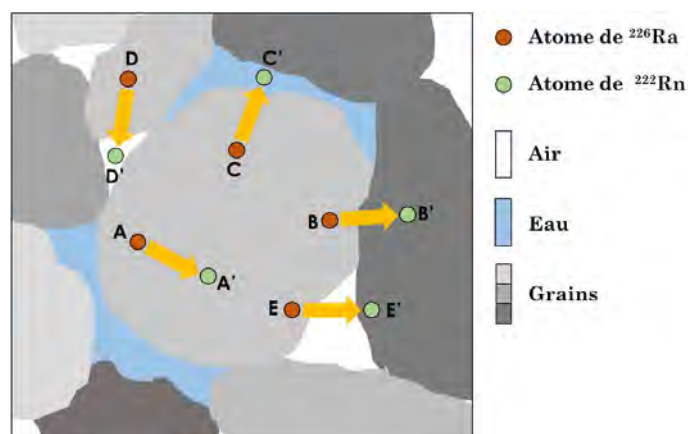 D
C'
D'
C
A
B
B'
A'
E
E'
Atome de ²²⁶Ra
Atome de ²²²Rn
Air
Eau
Grains